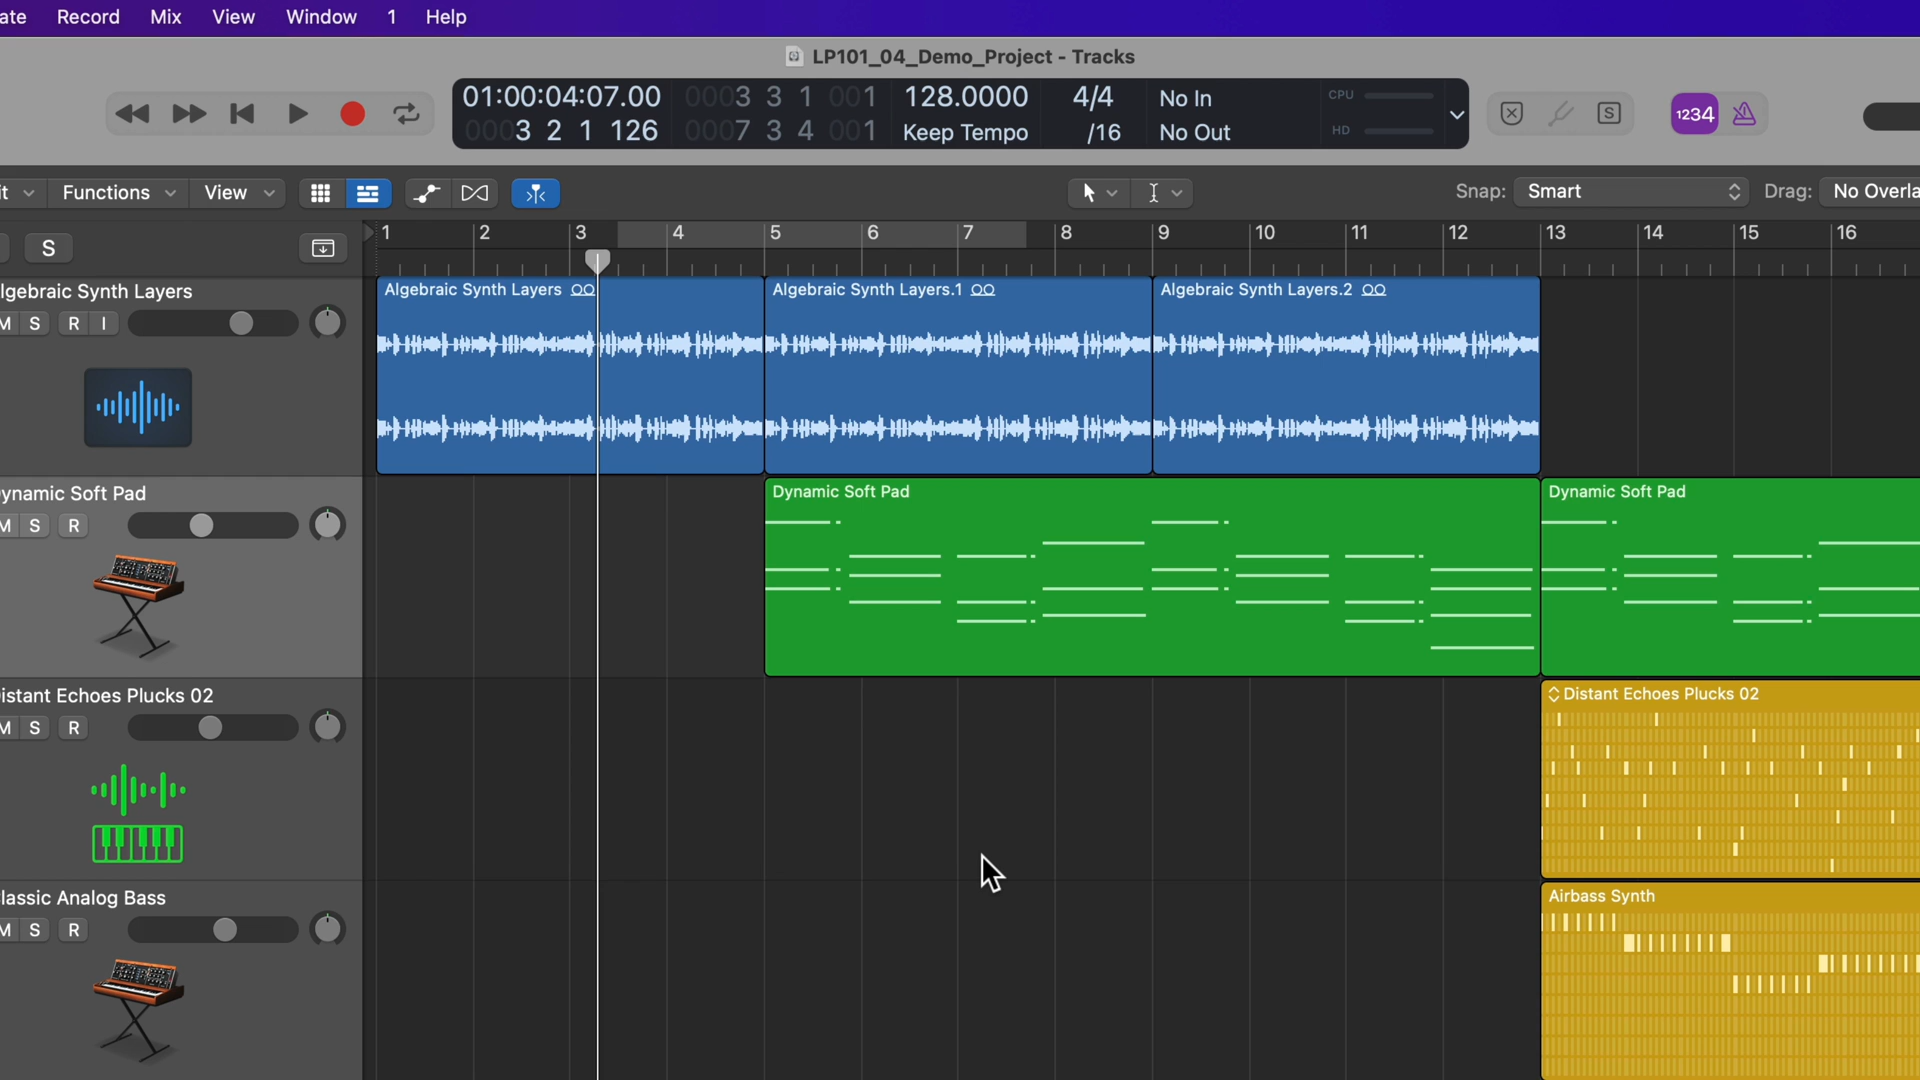 ate Record Mix View Window 1 Help
LP101_04_Demo_Project - Tracks
01:00:04:07.00 0003 3 1 001 128.0000 4/4 No In CPU
0003 2 1 126 0007 3 4 001 Keep Tempo /16 No Out HD
S 1234
it Functions View Snap: Smart Drag: No Overla
S 1 2 3 4 5 6 7 8 9 10 11 12 13 14 15 16
lgebraic Synth Layers Algebraic Synth Layers Algebraic Synth Layers.1 Algebraic Synth Layers.2
M S R I
ynamic Soft Pad Dynamic Soft Pad Dynamic Soft Pad
M S R
istant Echoes Plucks 02 Distant Echoes Plucks 02
M S R
lassic Analog Bass Airbass Synth
M S R